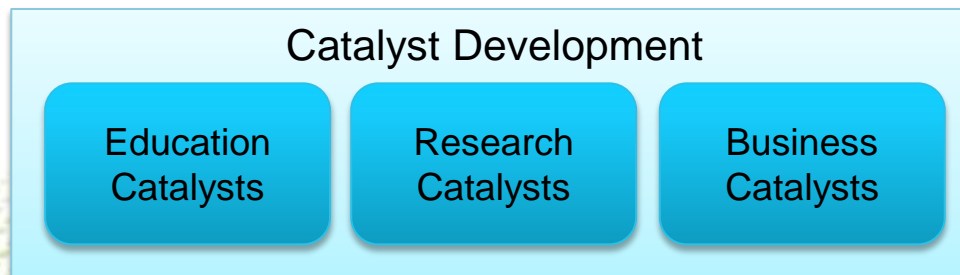 Catalyst Development
Education
Catalysts
Research
Catalysts
Business
Catalysts